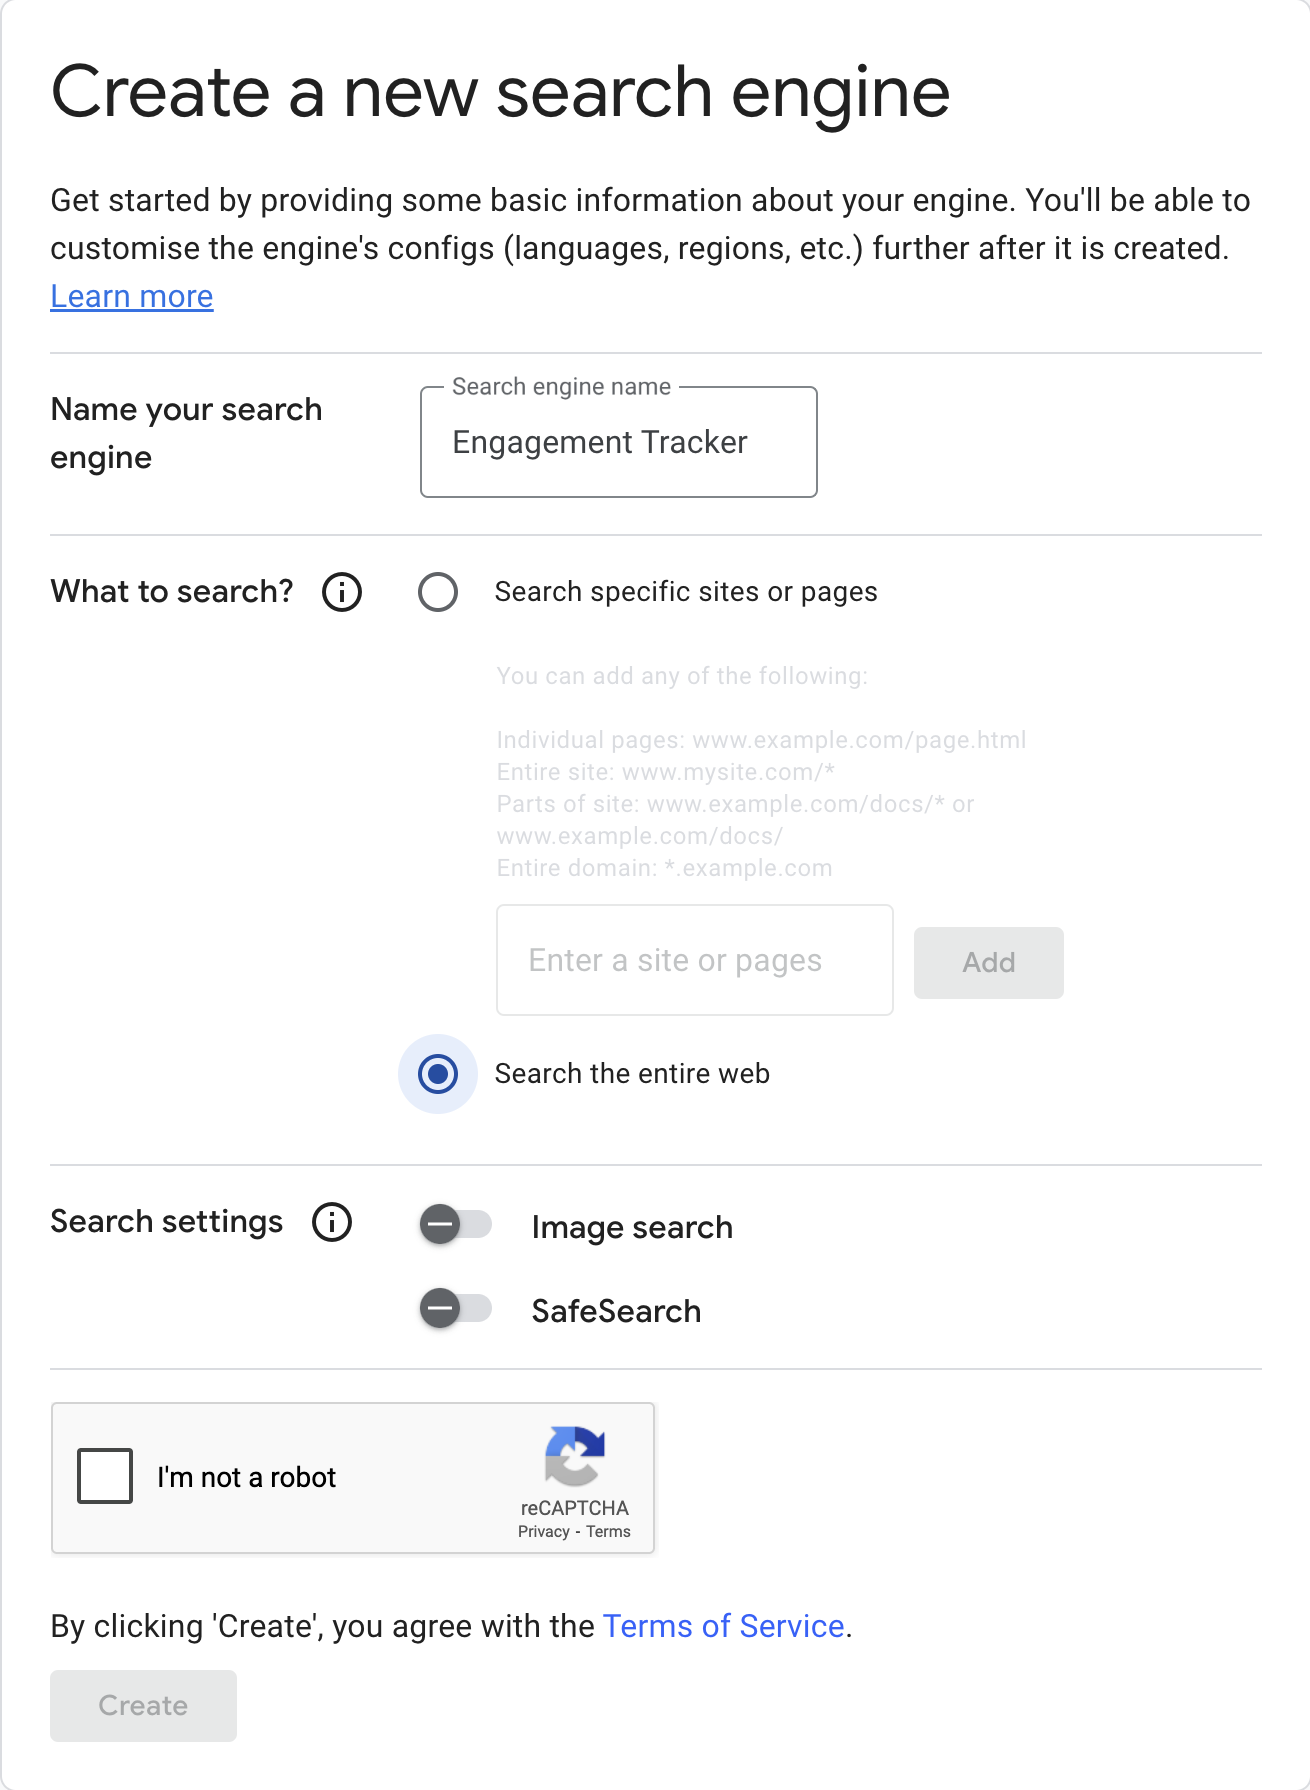 Create a new search engine
Get started by providing some basic information about your engine. You'll be able to
customise the engine's configs (languages, regions, etc.) further after it is created.
Learn more
Name your search
engine
Search engine name
Engagement Tracker
What to search?
Search specific sites or pages
You can add any of the following:
Individual pages: www.example.com/page.html
Entire site: www.mysite.com/*
Parts of site: www.example.com/docs/* or
www.example.com/docs/
Entire domain: *.example.com
Enter a site or pages
Add
Search the entire web
Search settings
Image search
SafeSearch
I'm not a robot
reCAPTCHA
Privacy - Terms
By clicking 'Create', you agree with the Terms of Service.
Create